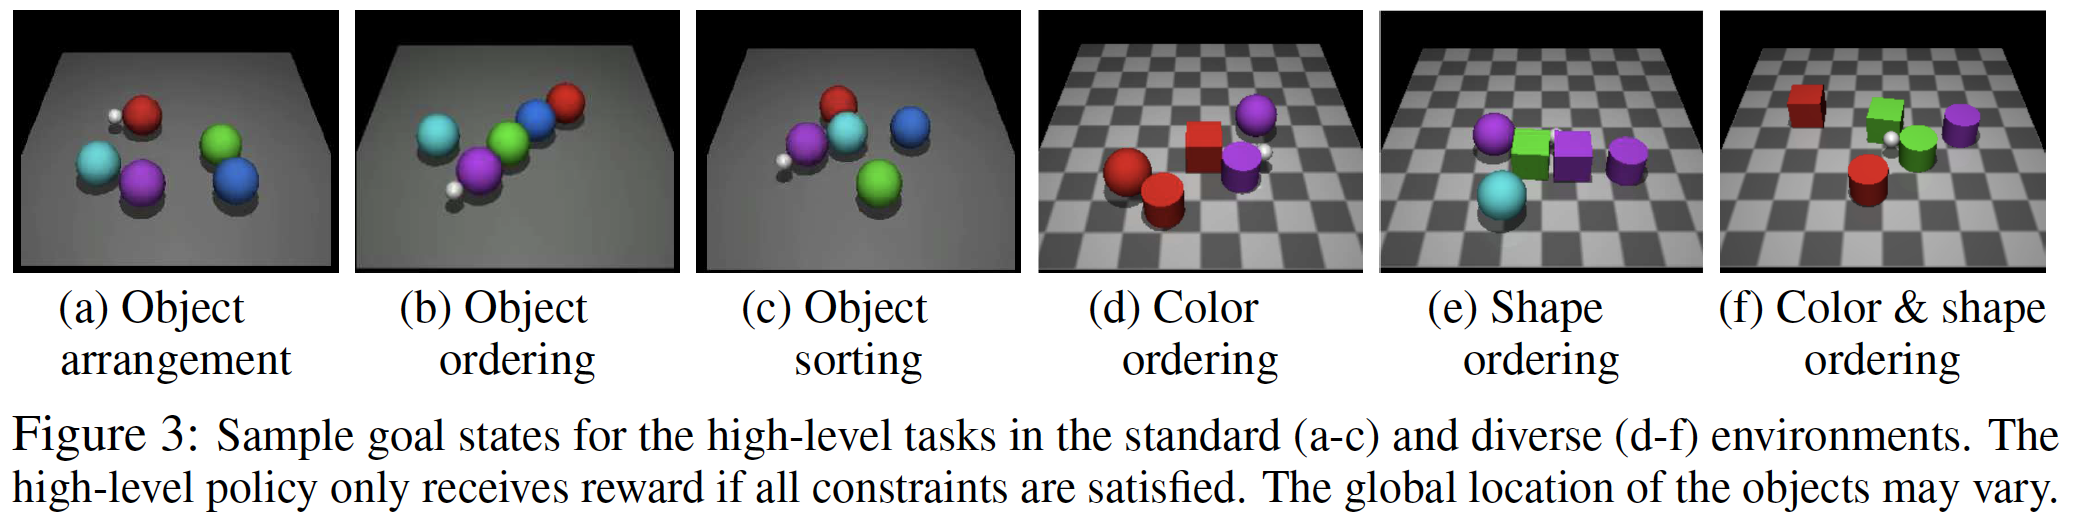 (a) Object arrangement
(b) Object ordering
(c) Object sorting
(d) Color ordering
(e) Shape ordering
(f) Color & shape ordering
Figure 3: Sample goal states for the high-level tasks in the standard (a-c) and diverse (d-f) environments. The
high-level policy only receives reward if all constraints are satisfied. The global location of the objects may vary.